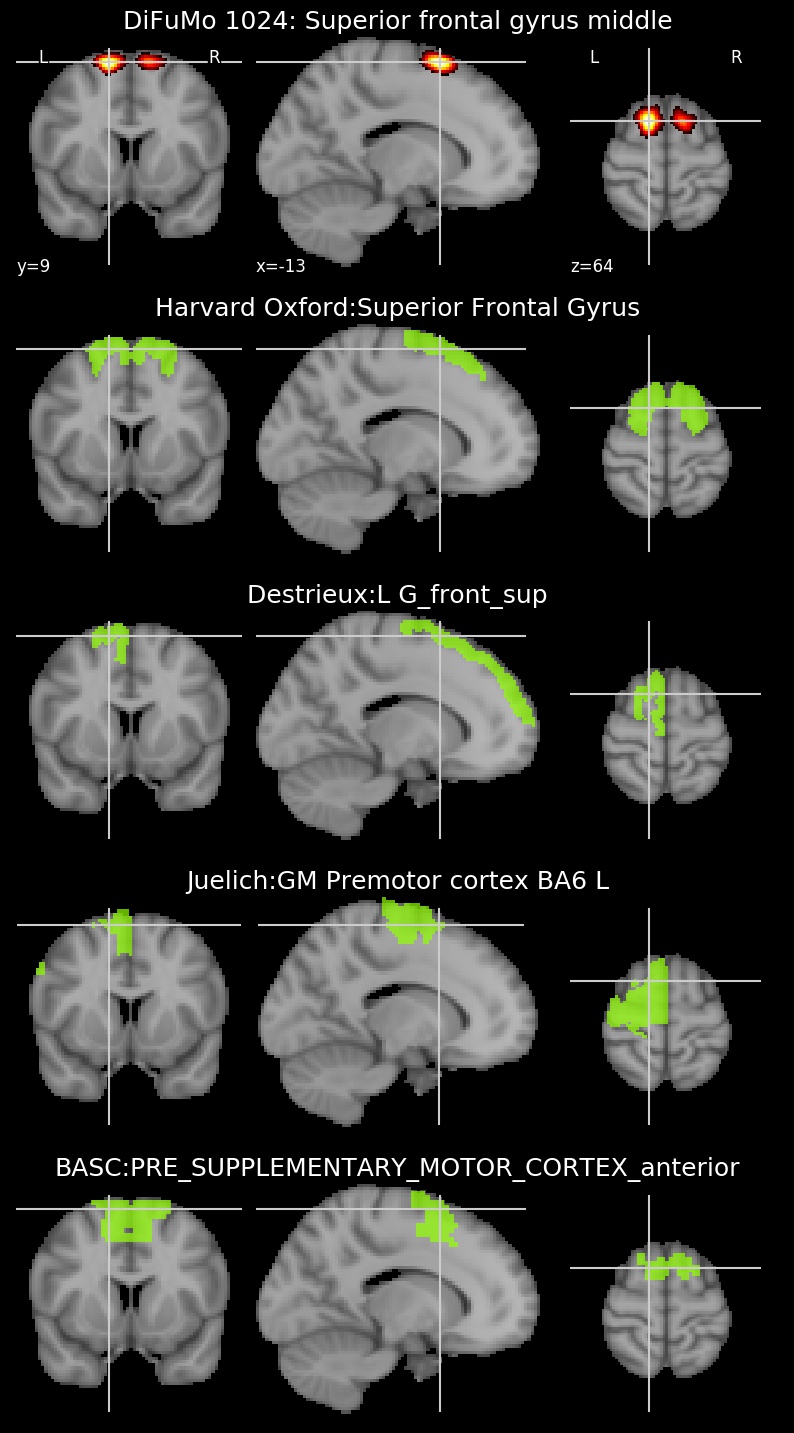 DiFuMo 1024: Superior frontal gyrus middle
L R L R
y=9 x=-13 z=64
Harvard Oxford:Superior Frontal Gyrus
Destrieux:L G_front_sup
Juelich:GM Premotor cortex BA6 L
BASC:PRE_SUPPLEMENTARY_MOTOR_CORTEX_anterior